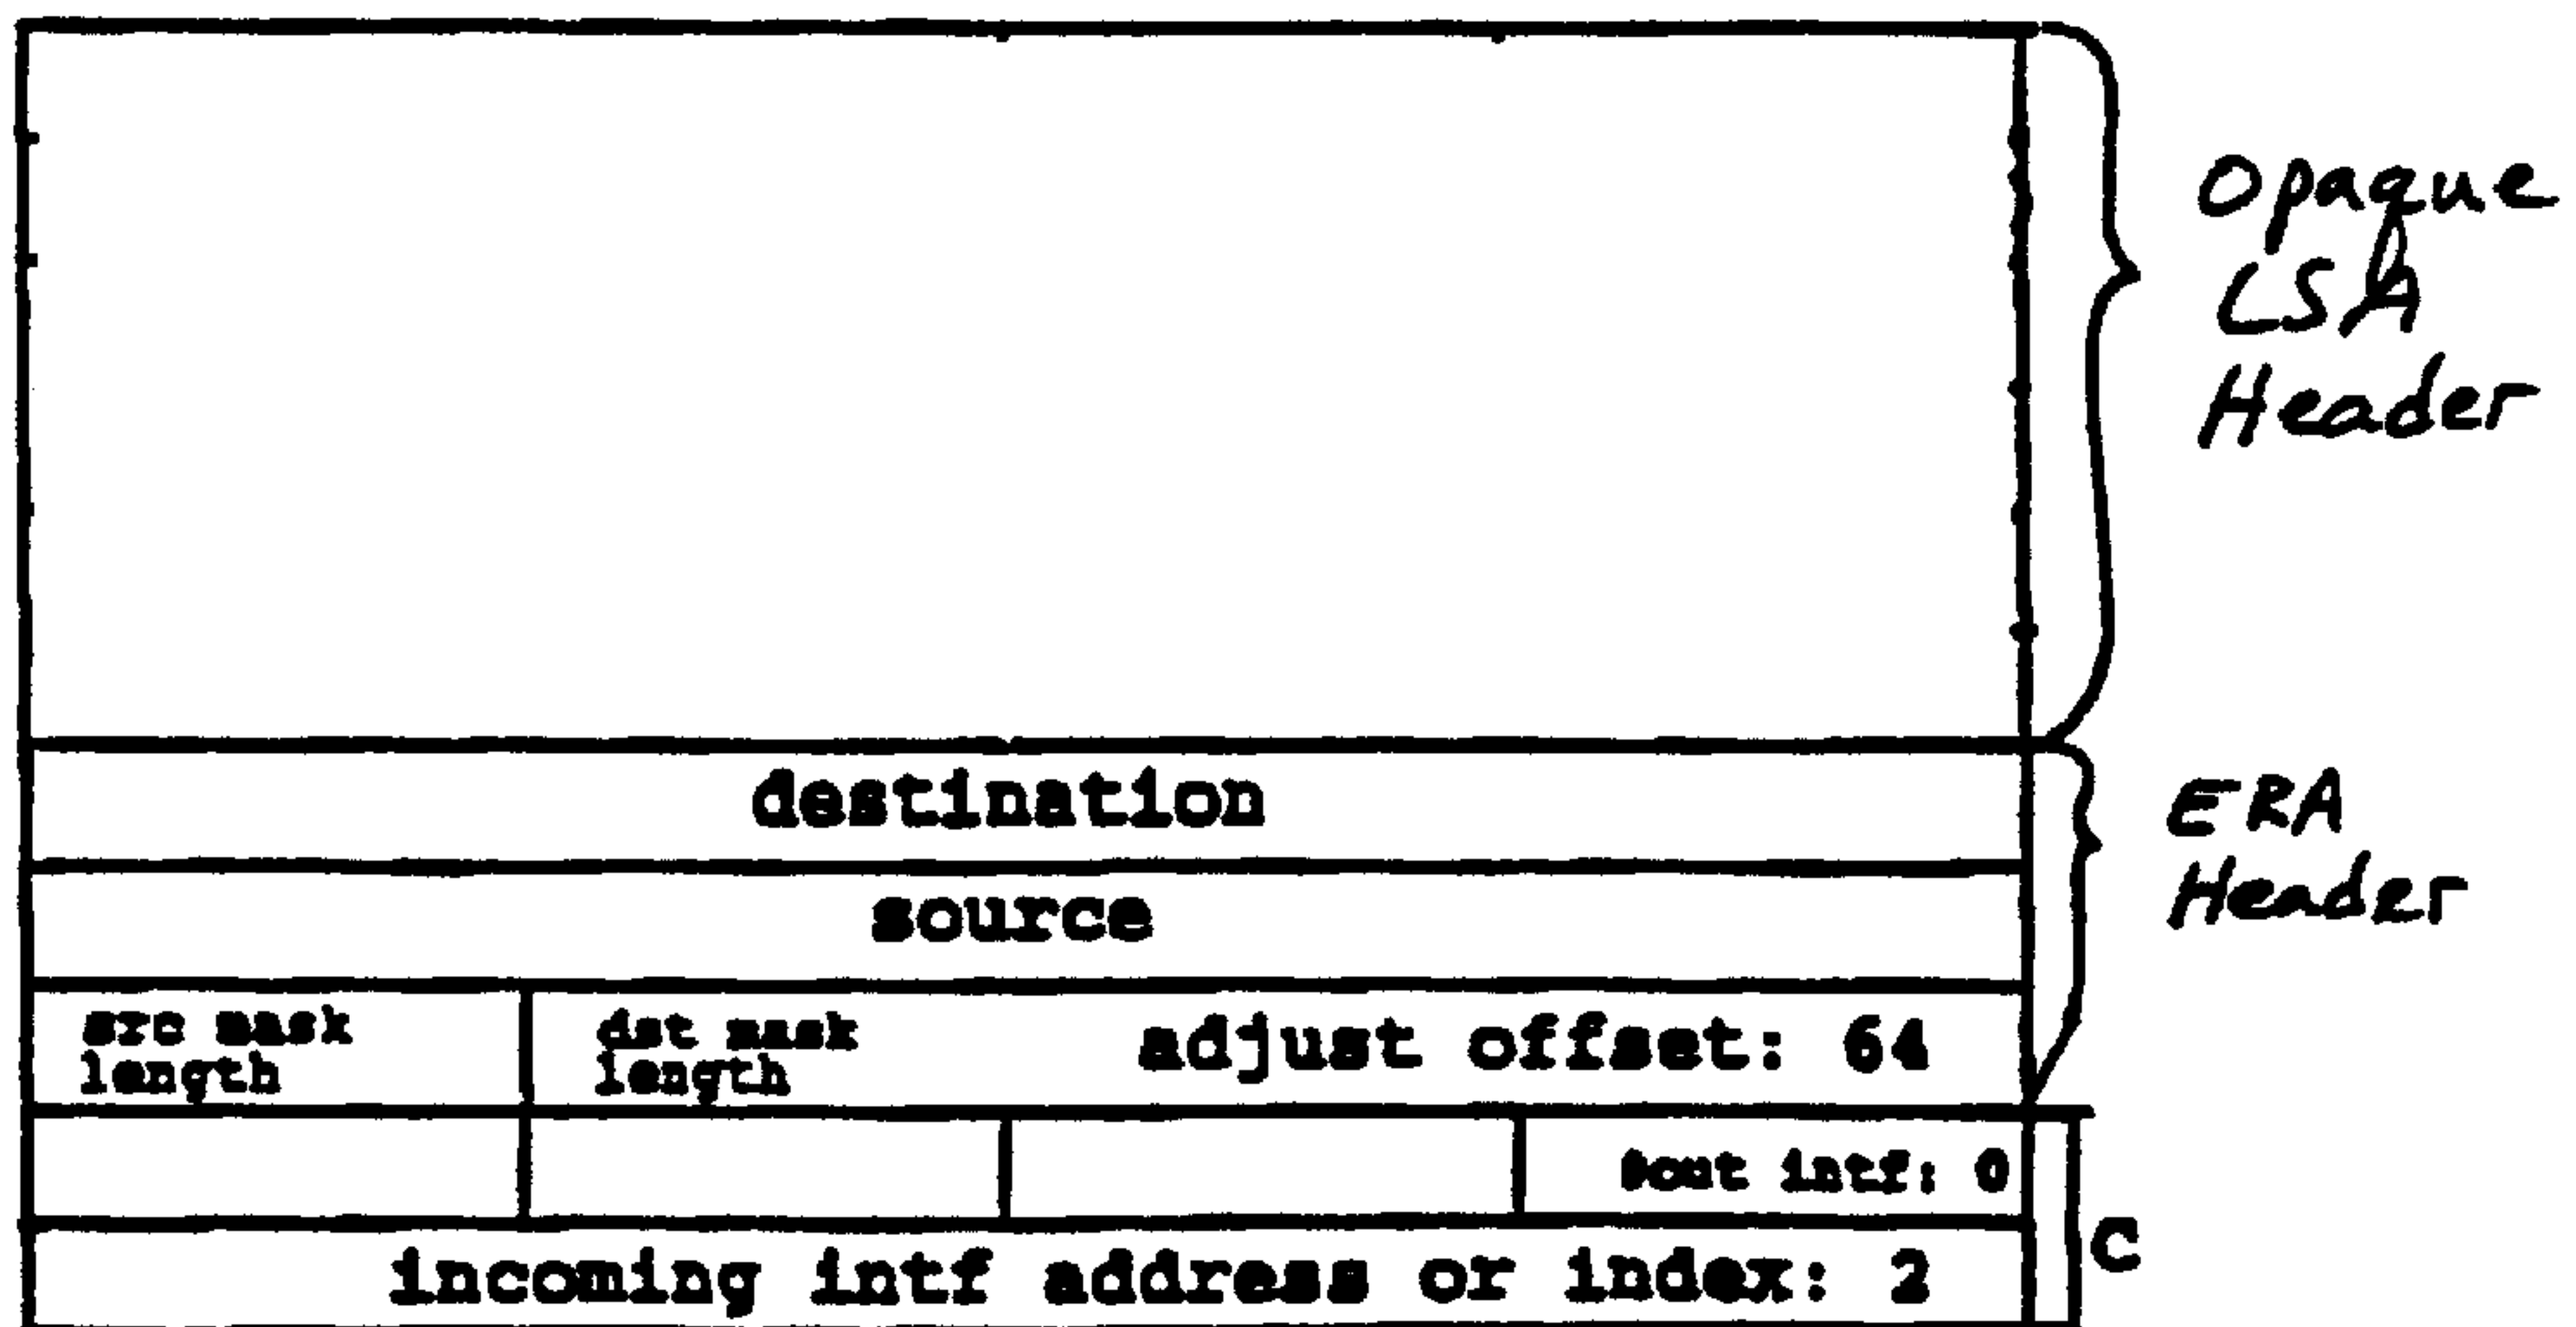 Opaque
LSA
Header
destination
ERA
Header
source
src mask
length
dst mask
length
adjust offset: 64
#out intf: 0
incoming intf address or index: 2
C